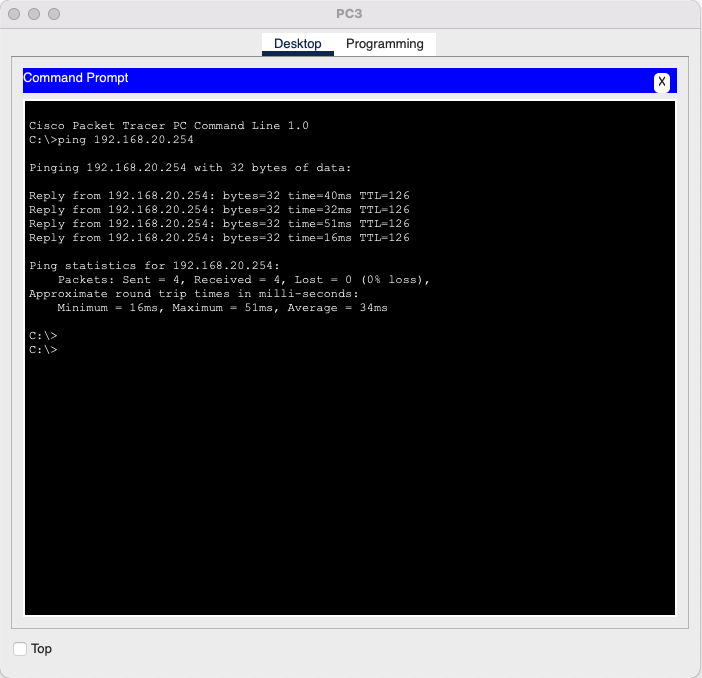 PC3
Desktop Programming
Command Prompt
X
Cisco Packet Tracer PC Command Line 1.0
C:\>ping 192.168.20.254
Pinging 192.168.20.254 with 32 bytes of data:
Reply from 192.168.20.254: bytes=32 time=40ms TTL=126
Reply from 192.168.20.254: bytes=32 time=32ms TTL=126
Reply from 192.168.20.254: bytes=32 time=51ms TTL=126
Reply from 192.168.20.254: bytes=32 time=16ms TTL=126
Ping statistics for 192.168.20.254:
    Packets: Sent = 4, Received = 4, Lost = 0 (0% loss),
Approximate round trip times in milli-seconds:
    Minimum = 16ms, Maximum = 51ms, Average = 34ms
C:\>
C:\>
Top